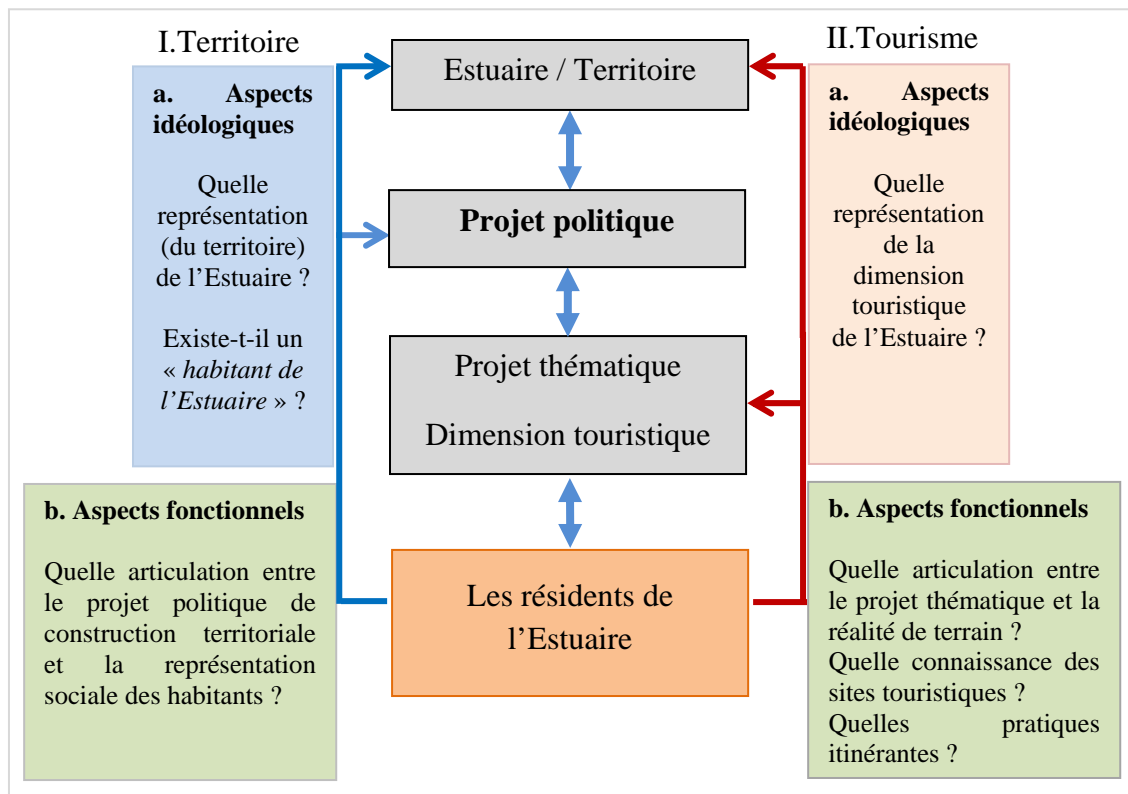 I.Territoire
a. Aspects
idéologiques
Quelle
représentation
(du territoire)
de l’Estuaire ?
Existe-t-il un
« habitant de
l’Estuaire » ?
b. Aspects fonctionnels
Quelle articulation entre
le projet politique de
construction territoriale
et la représentation
sociale des habitants ?
Estuaire / Territoire
Projet politique
Projet thématique
Dimension touristique
Les résidents de
l’Estuaire
II.Tourisme
a. Aspects
idéologiques
Quelle
représentation
de la
dimension
touristique
de l’Estuaire ?
b. Aspects fonctionnels
Quelle articulation entre
le projet thématique et la
réalité de terrain ?
Quelle connaissance des
sites touristiques ?
Quelles pratiques
itinérantes ?